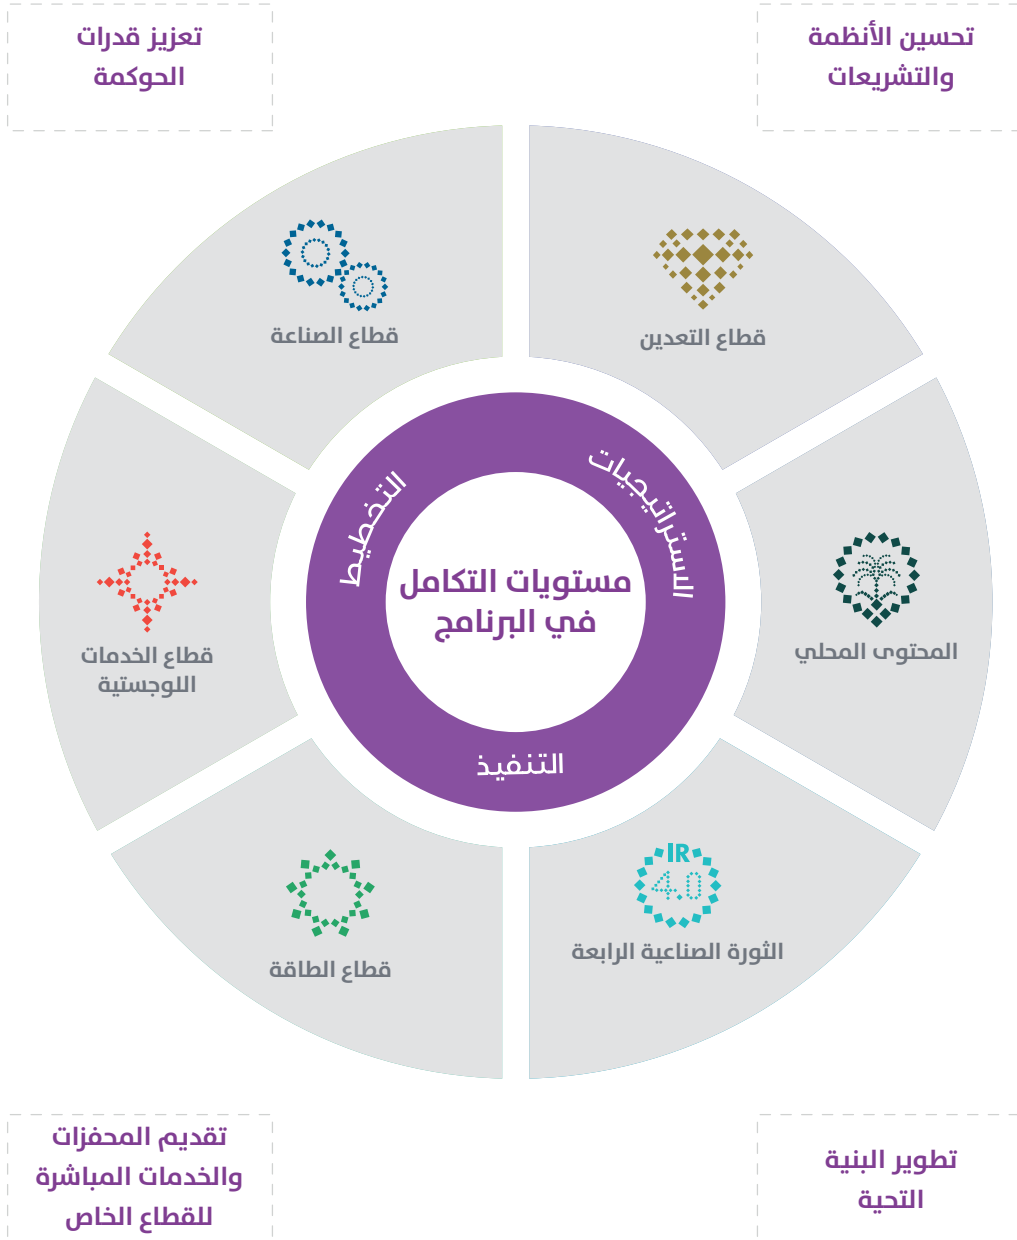 تحسين الأنظمة
والتشريعات
تعزيز قدرات
الحوكمة
قطاع التعدين
قطاع الصناعة
المحتوى المحلي
قطاع الخدمات
اللوجستية
IR
4.0
الثورة الصناعية الرابعة
قطاع الطاقة
الاستراتيجيات
التخطيط
التنفيذ
مستويات التكامل
في البرنامج
تطوير البنية
التحية
تقديم المحفزات
والخدمات المباشرة
للقطاع الخاص